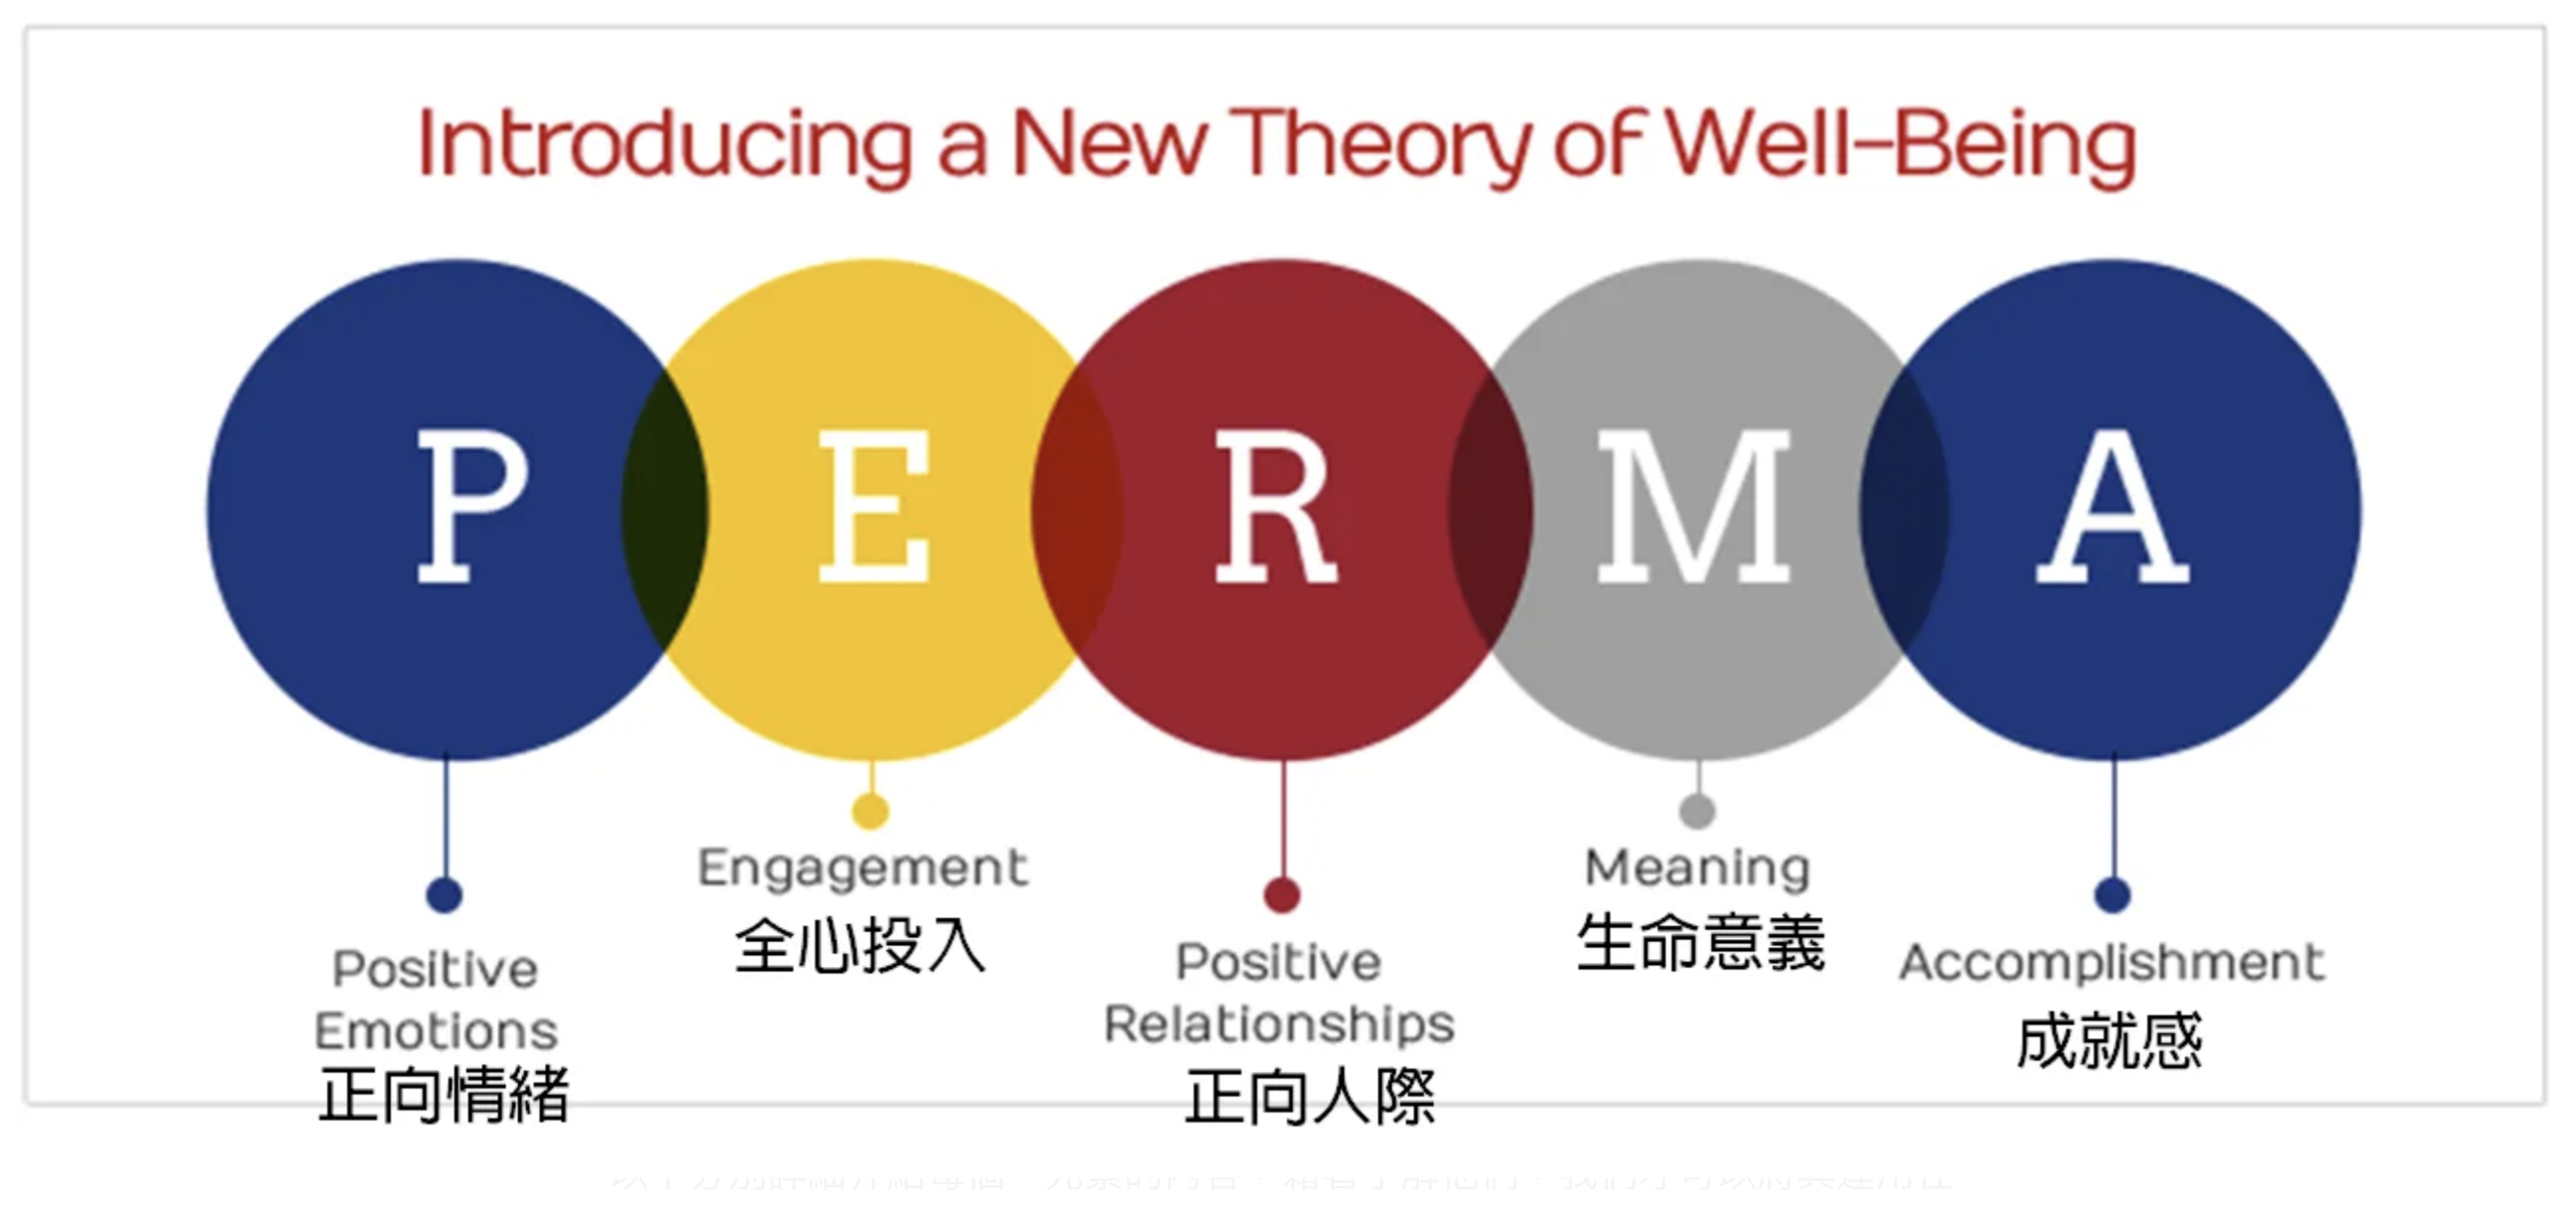 Introducing a New Theory of Well-Being
P E R M A
Positive
Emotions
正向情緒
Engagement
全心投入
Positive
Relationships
正向人際
Meaning
生命意義
Accomplishment
成就感